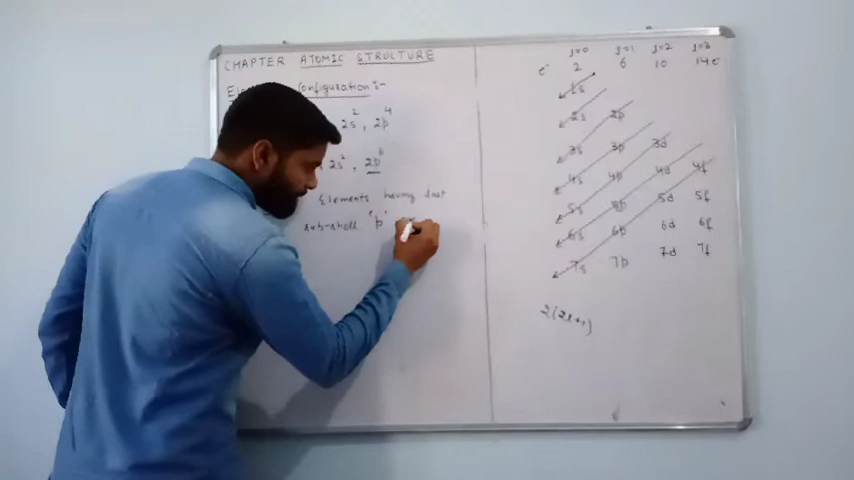 CHAPTER ATOMIC STRUCTURE
Configuration :-
2s², 2p⁴
2s², 2p⁶
Elements having last
sub-shell "p"
l=0 l=1 l=2 l=3
e⁻ 2 6 10 14e⁻
1s
2s 2p
3s 3p 3d
4s 4p 4d 4f
5s 5p 5d 5f
6s 6p 6d 6f
7s 7p 7d 7f
2(2l+1)